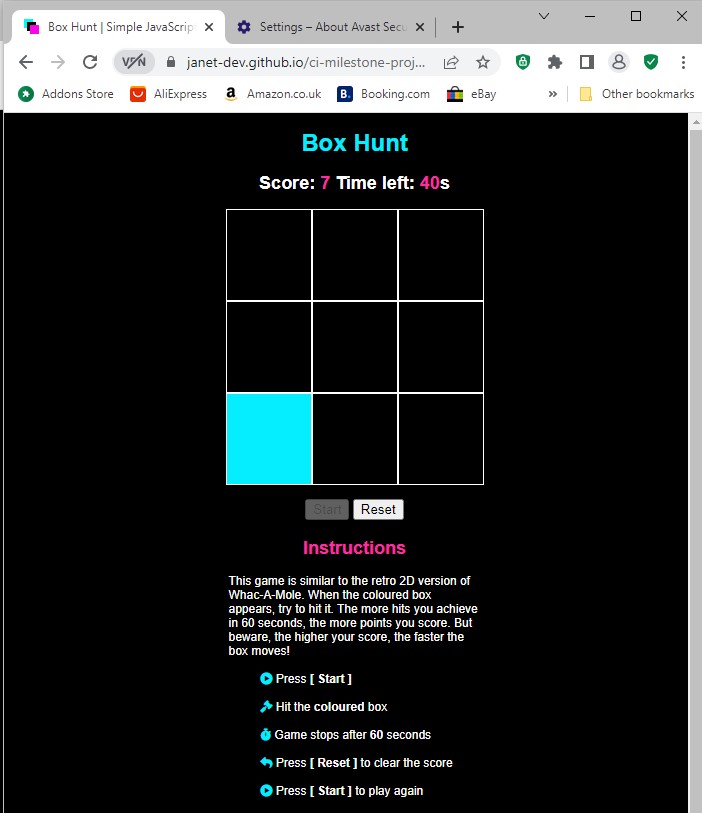 Box Hunt | Simple JavaScrip
Settings – About Avast Secu
VPN janet-dev.github.io/ci-milestone-proj...
Addons Store AliExpress Amazon.co.uk B. Booking.com eBay » Other bookmarks
Box Hunt
Score: 7 Time left: 40s
Start Reset
Instructions
This game is similar to the retro 2D version of
Whac-A-Mole. When the coloured box
appears, try to hit it. The more hits you achieve
in 60 seconds, the more points you score. But
beware, the higher your score, the faster the
box moves!
Press [ Start ]
Hit the coloured box
Game stops after 60 seconds
Press [ Reset ] to clear the score
Press [ Start ] to play again